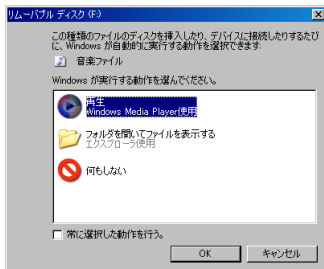 リムーバブル ディスク (F:)
この種類のファイルのディスクを挿入したり、デバイスに接続したりするたび
に、Windows が自動的に実行する動作を選択できます:
音楽ファイル
Windows が実行する動作を選んでください。
再生
Windows Media Player使用
フォルダを開いてファイルを表示する
エクスプローラ使用
何もしない
常に選択した動作を行う。
OK
キャンセル